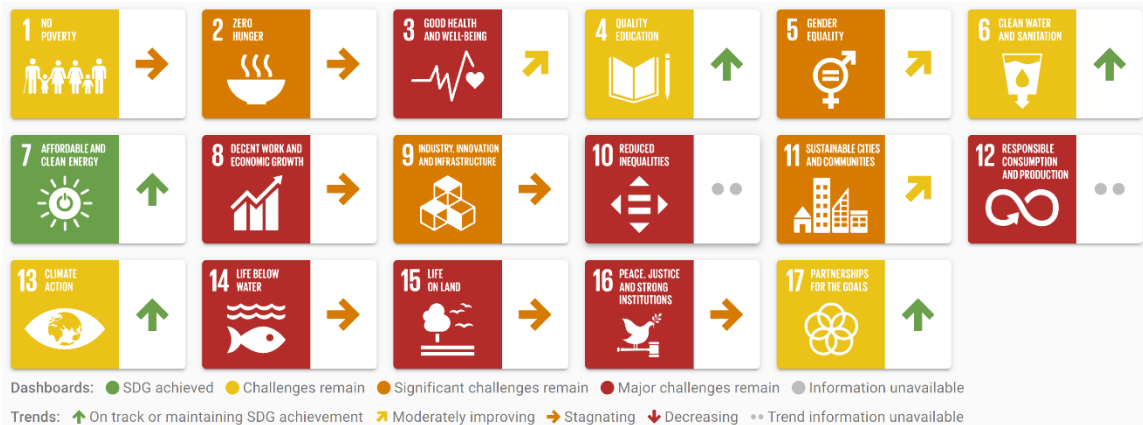 1 NO
POVERTY
2 ZERO
HUNGER
3 GOOD HEALTH
AND WELL-BEING
4 QUALITY
EDUCATION
5 GENDER
EQUALITY
6 CLEAN WATER
AND SANITATION
7 AFFORDABLE AND
CLEAN ENERGY
8 DECENT WORK AND
ECONOMIC GROWTH
9 INDUSTRY, INNOVATION
AND INFRASTRUCTURE
10 REDUCED
INEQUALITIES
11 SUSTAINABLE CITIES
AND COMMUNITIES
12 RESPONSIBLE
CONSUMPTION
AND PRODUCTION
13 CLIMATE
ACTION
14 LIFE BELOW
WATER
15 LIFE
ON LAND
16 PEACE, JUSTICE
AND STRONG
INSTITUTIONS
17 PARTNERSHIPS
FOR THE GOALS
Dashboards: SDG achieved Challenges remain Significant challenges remain Major challenges remain Information unavailable
Trends: On track or maintaining SDG achievement Moderately improving Stagnating Decreasing Trend information unavailable